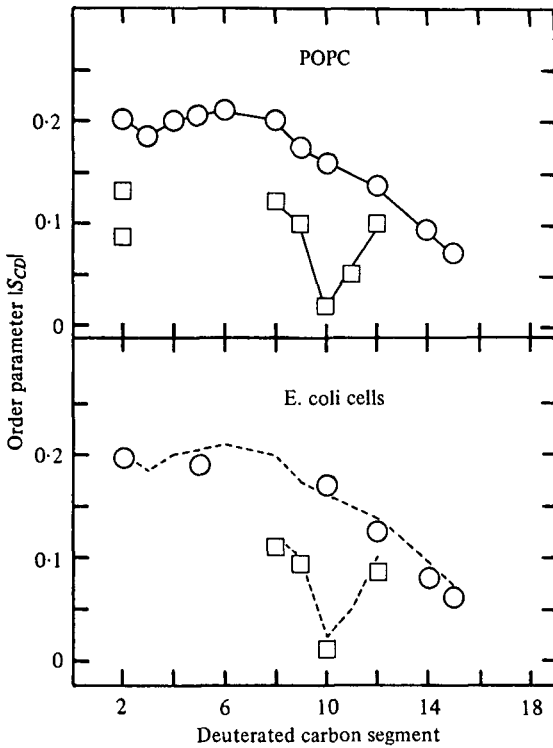 POPC
0·2
0·1
0
Order parameter |S_CD|
E. coli cells
0·2
0·1
0
2 6 10 14 18
Deuterated carbon segment